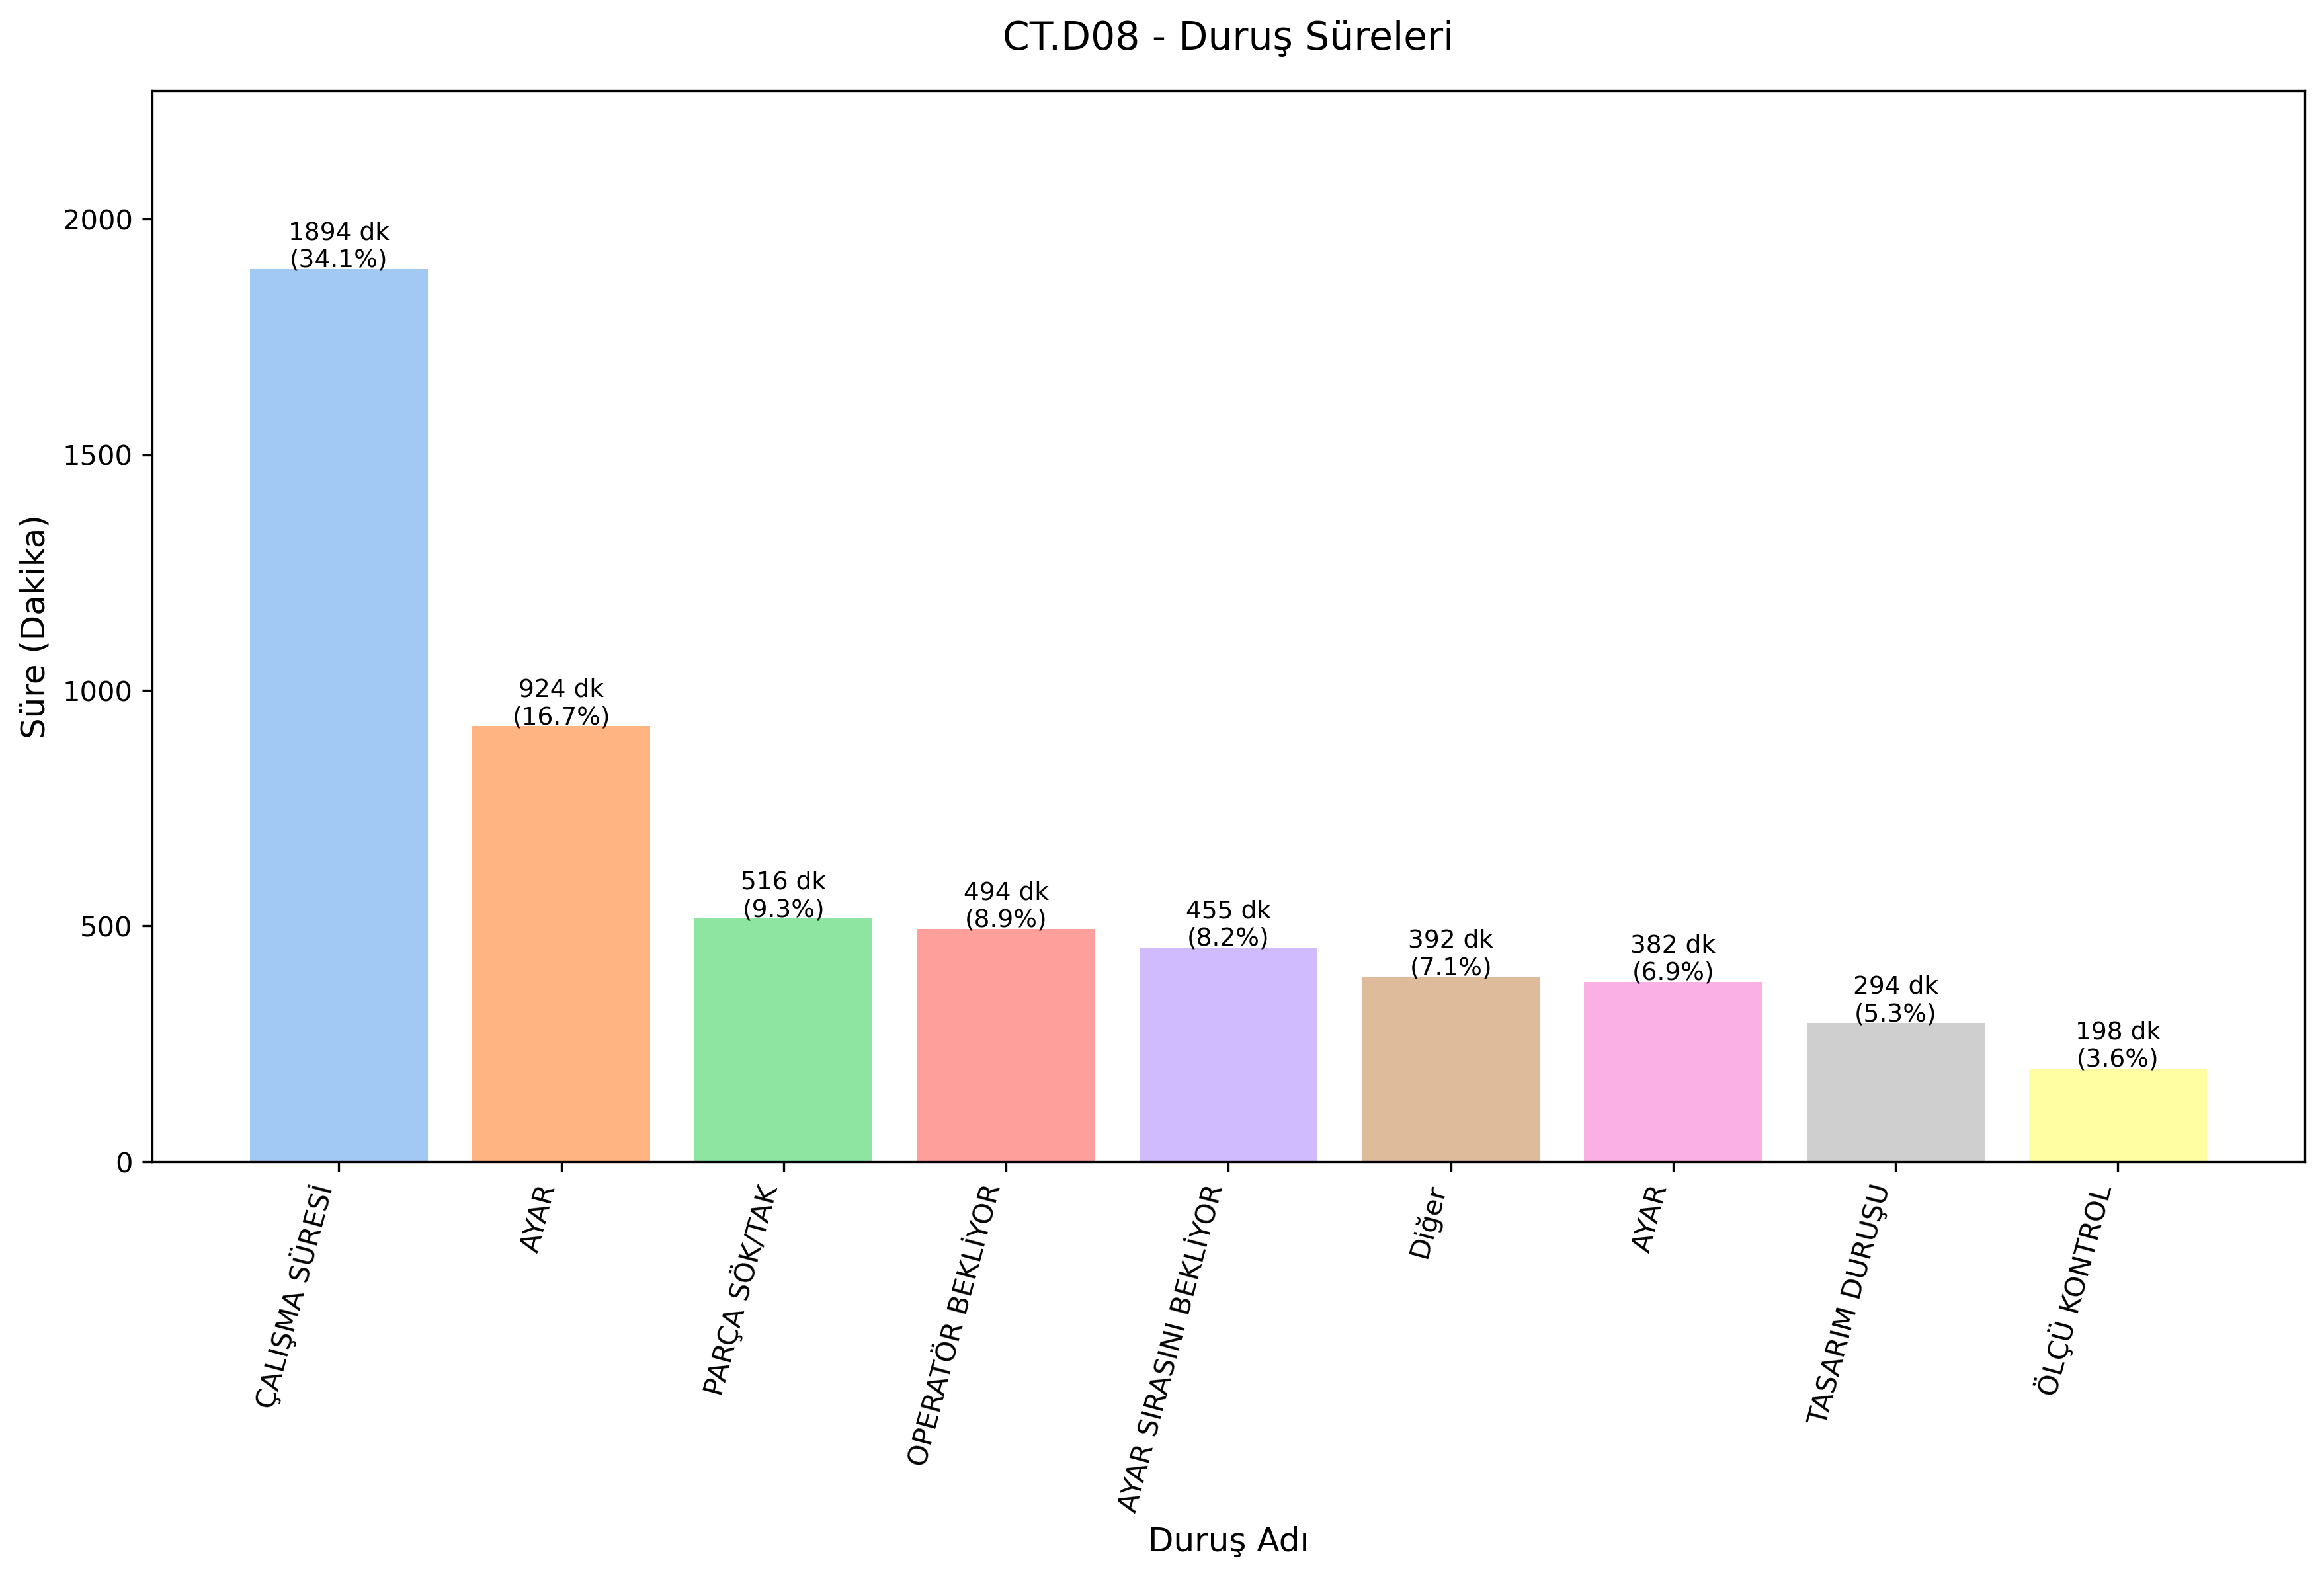 CT.D08 - Duruş Süreleri
Süre (Dakika)
2000
1500
1000
500
0
1894 dk
(34.1%)
924 dk
(16.7%)
516 dk
(9.3%)
494 dk
(8.9%)
455 dk
(8.2%)
392 dk
(7.1%)
382 dk
(6.9%)
294 dk
(5.3%)
198 dk
(3.6%)
ÇALIŞMA SÜRESİ
AYAR
PARÇA SÖK/TAK
OPERATÖR BEKLİYOR
AYAR SIRASINI BEKLİYOR
Diğer
AYAR
TASARIM DURUŞU
ÖLÇÜ KONTROL
Duruş Adı